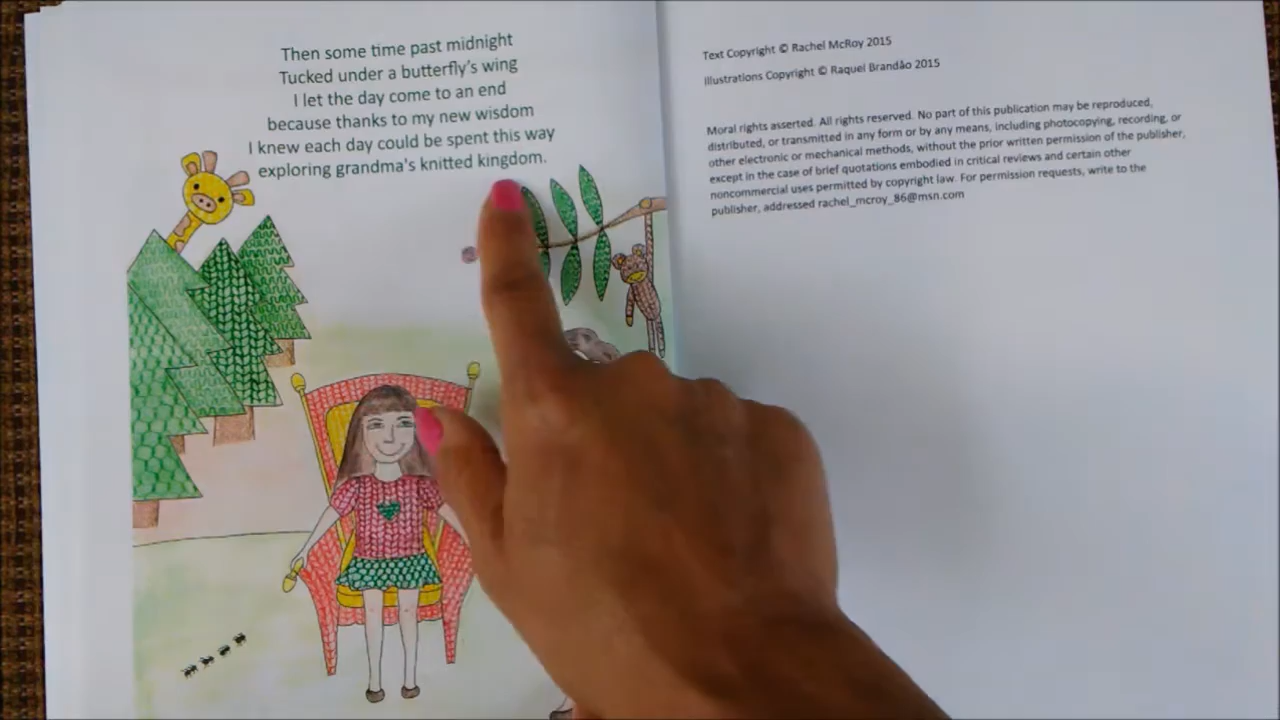 Then some time past midnight
Tucked under a butterfly's wing
I let the day come to an end
because thanks to my new wisdom
I knew each day could be spent this way
exploring grandma's knitted kingdom.
Text Copyright © Rachel McRoy 2015
Illustrations Copyright © Raquel Brandão 2015
Moral rights asserted. All rights reserved. No part of this publication may be reproduced,
distributed, or transmitted in any form or by any means, including photocopying, recording, or
other electronic or mechanical methods, without the prior written permission of the publisher,
except in the case of brief quotations embodied in critical reviews and certain other
noncommercial uses permitted by copyright law. For permission requests, write to the
publisher, addressed rachel_mcroy_86@msn.com